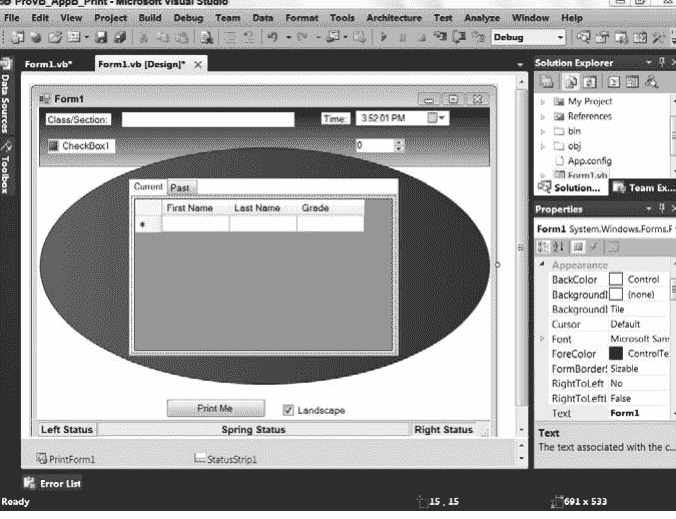 ProVB_AppB_Print - Microsoft Visual Studio
File Edit View Project Build Debug Team Data Format Tools Architecture Test Analyze Window Help
Debug
Form1.vb* Form1.vb [Design]*
Data Sources
Toolbox
Form1
Class/Section: Time: 3:52:01 PM
CheckBox1 0
Current Past
First Name Last Name Grade
*
Print Me Landscape
Left Status Spring Status Right Status
PrintForm1 StatusStrip1
Error List
Ready 15 , 15 691 x 533
Solution Explorer
My Project
References
bin
obj
App.config
Form1.vb
Solution... Team Ex...
Properties
Form1 System.Windows.Forms.F
Appearance
BackColor Control
Background (none)
Background Tile
Cursor Default
Font Microsoft Sans
ForeColor ControlTe
FormBorder Sizable
RightToLeft No
RightToLeft False
Text Form1
Text
The text associated with the c...